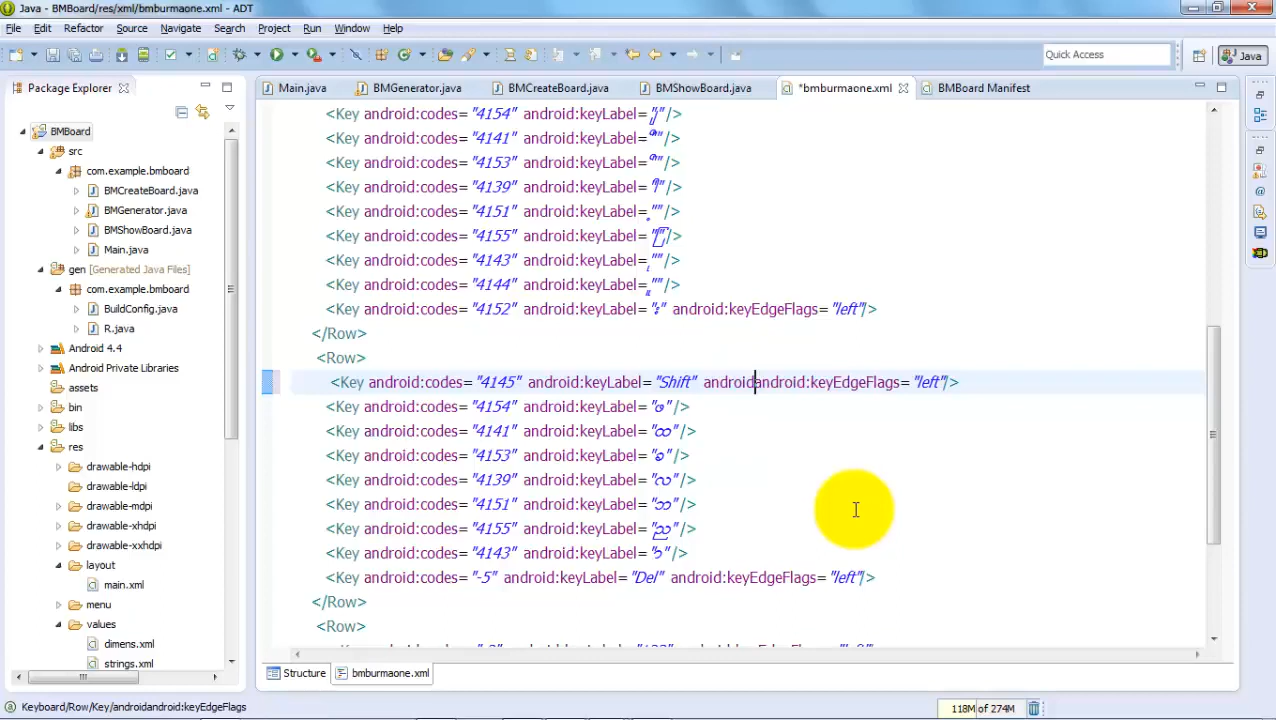 Java - BMBoard/res/xml/bmburmaone.xml - ADT
File Edit Refactor Source Navigate Search Project Run Window Help
Quick Access
Java
Package Explorer
Main.java BMGenerator.java BMCreateBoard.java BMShowBoard.java *bmburmaone.xml BMBoard Manifest
BMBoard
src
com.example.bmboard
BMCreateBoard.java
BMGenerator.java
BMShowBoard.java
Main.java
gen [Generated Java Files]
com.example.bmboard
BuildConfig.java
R.java
Android 4.4
Android Private Libraries
assets
bin
libs
res
drawable-hdpi
drawable-ldpi
drawable-mdpi
drawable-xhdpi
drawable-xxhdpi
layout
main.xml
menu
values
dimens.xml
strings.xml
<Key android:codes="4154" android:keyLabel="ျ"/>
<Key android:codes="4141" android:keyLabel="ိ"/>
<Key android:codes="4153" android:keyLabel="်"/>
<Key android:codes="4139" android:keyLabel=
<Key android:codes="4151" android:keyLabel="့"/>
<Key android:codes="4155" android:keyLabel="ြ"/>
<Key android:codes="4143" android:keyLabel="ု"/>
<Key android:codes="4144" android:keyLabel="ူ"/>
<Key android:codes="4152" android:keyLabel="း" android:keyEdgeFlags="left"/>
</Row>
<Row>
<Key android:codes="4145" android:keyLabel="Shift" androidandroid:keyEdgeFlags="left"/>
<Key android:codes="4154" android:keyLabel="ဖ"/>
<Key android:codes="4141" android:keyLabel="ထ"/>
<Key android:codes="4153" android:keyLabel="ခ"/>
<Key android:codes="4139" android:keyLabel="လ"/>
<Key android:codes="4151" android:keyLabel="ဘ"/>
<Key android:codes="4155" android:keyLabel="ည"/>
<Key android:codes="4143" android:keyLabel="ာ"/>
<Key android:codes="-5" android:keyLabel="Del" android:keyEdgeFlags="left"/>
</Row>
<Row>
Structure bmburmaone.xml
Keyboard/Row/Key/androidandroid:keyEdgeFlags
118M of 274M